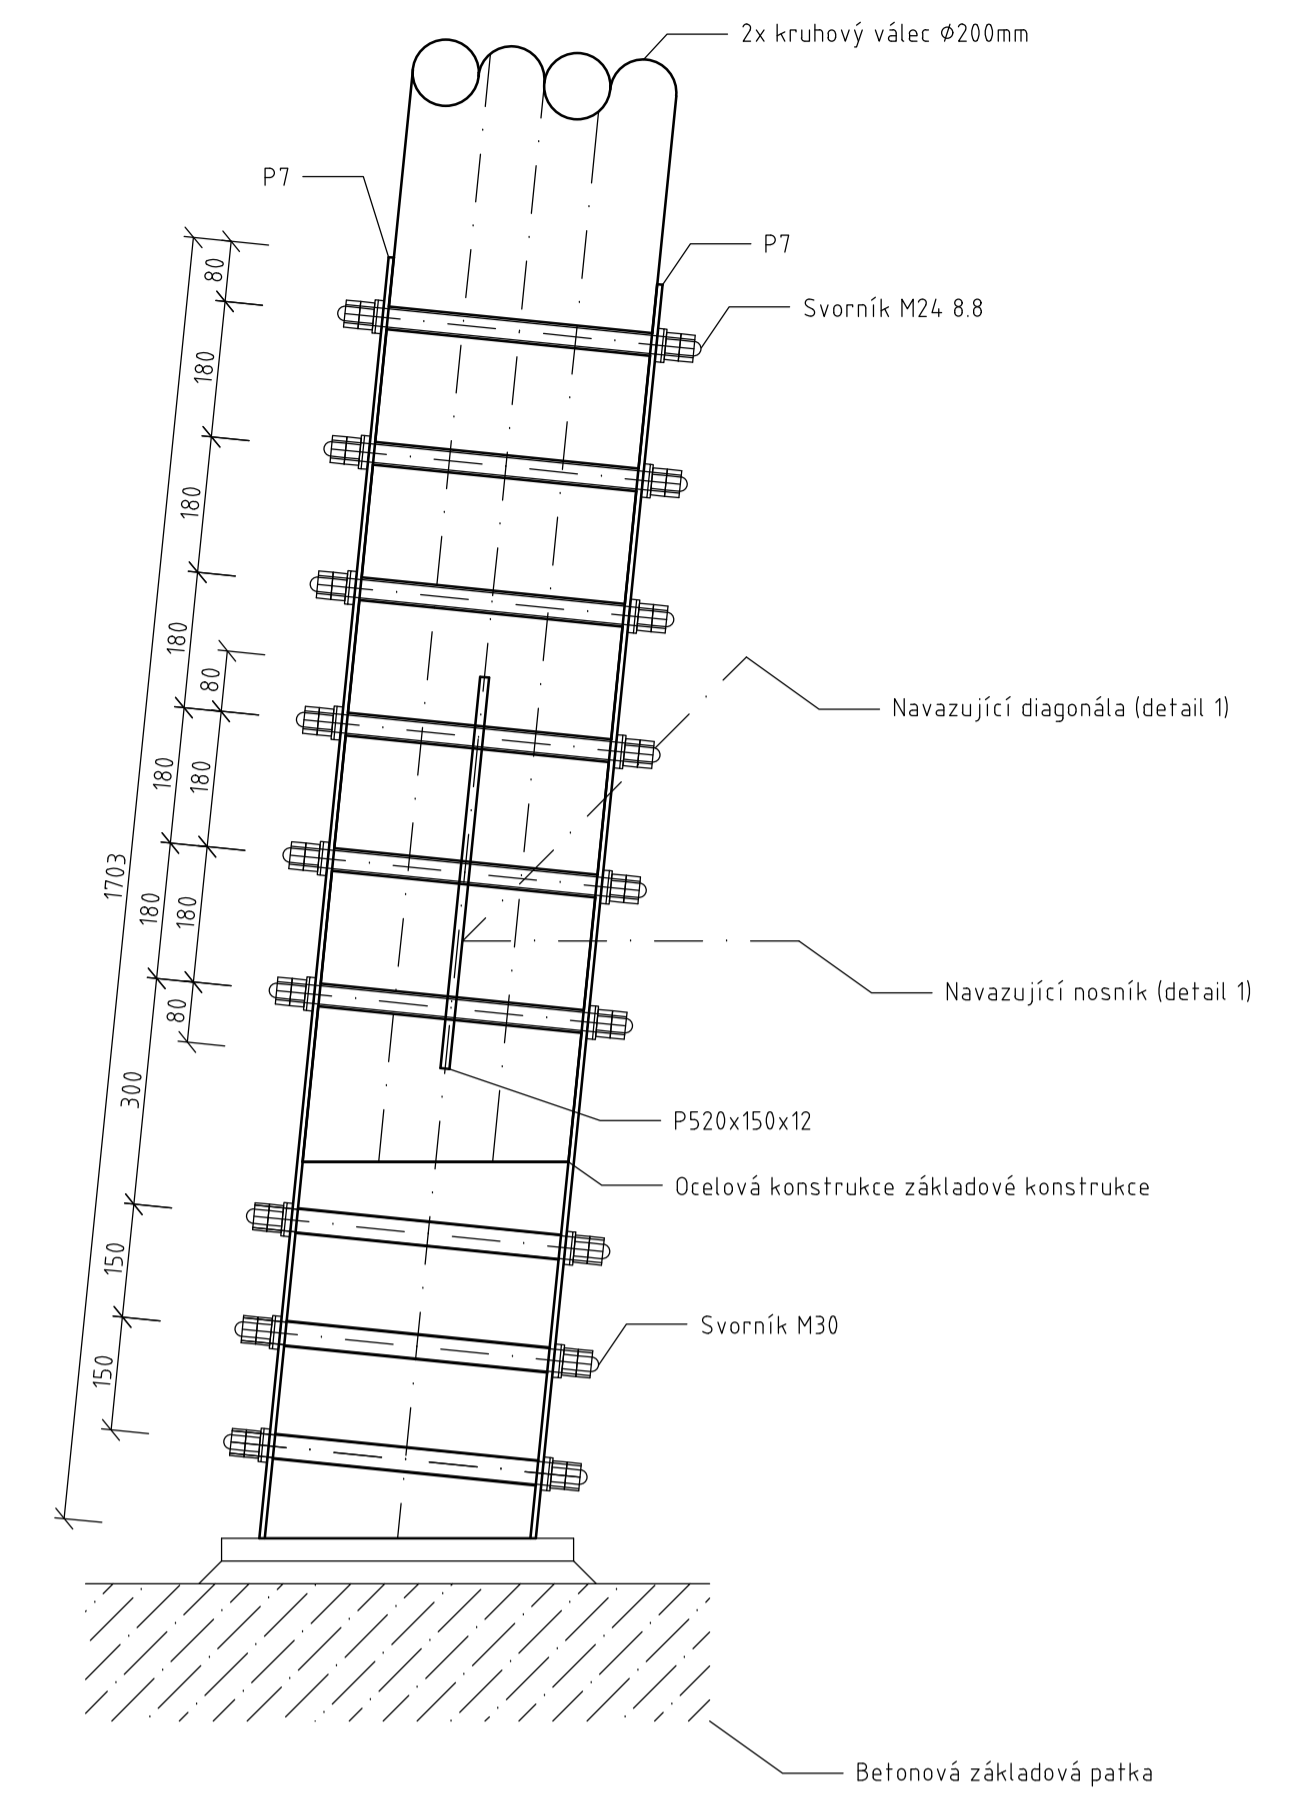 2x kruhový válec Φ200mm
P7
P7
Svorník M24 8.8
80
180
180
180
80
180
180
1703
180
180
80
300
150
150
Navazující diagonála (detail 1)
Navazující nosník (detail 1)
P520x150x12
Ocelová konstrukce základové konstrukce
Svorník M30
Betonová základová patka